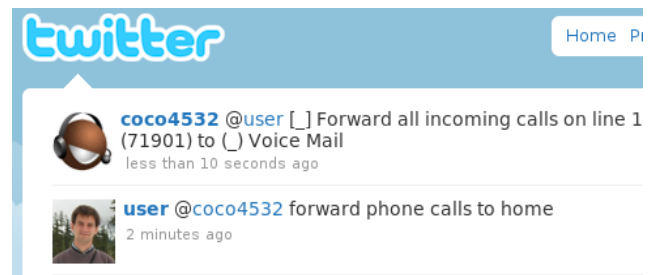 twitter
Home
coco4532 @user [_] Forward all incoming calls on line 1
(71901) to (_) Voice Mail
less than 10 seconds ago
user @coco4532 forward phone calls to home
2 minutes ago